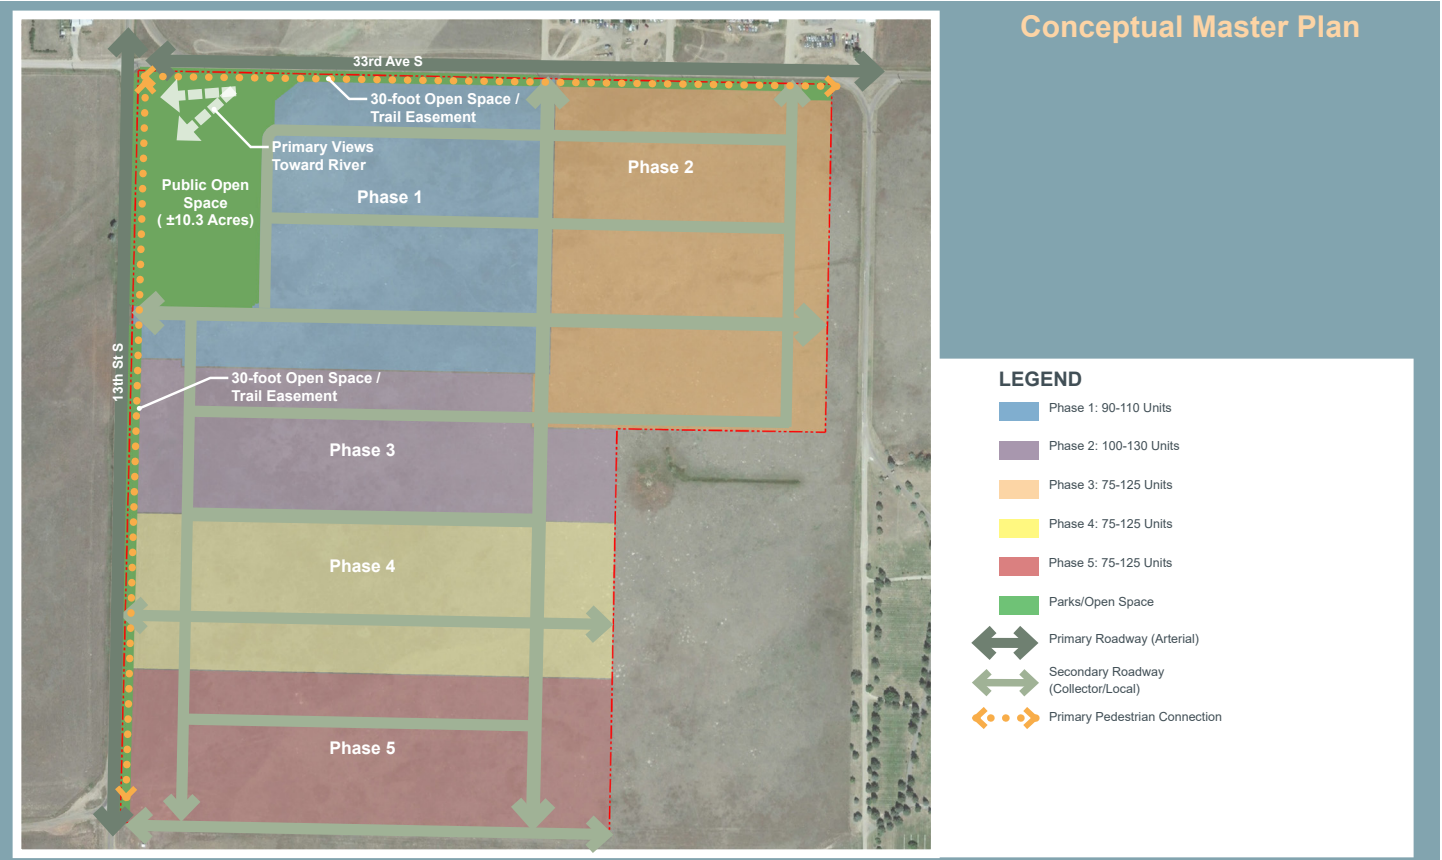 Conceptual Master Plan
33rd Ave S
30-foot Open Space /
Trail Easement
Primary Views
Toward River
Public Open
Space
( ±10.3 Acres)
Phase 1
Phase 2
13th St S
30-foot Open Space /
Trail Easement
Phase 3
Phase 4
Phase 5
LEGEND
Phase 1: 90-110 Units
Phase 2: 100-130 Units
Phase 3: 75-125 Units
Phase 4: 75-125 Units
Phase 5: 75-125 Units
Parks/Open Space
Primary Roadway (Arterial)
Secondary Roadway
(Collector/Local)
Primary Pedestrian Connection